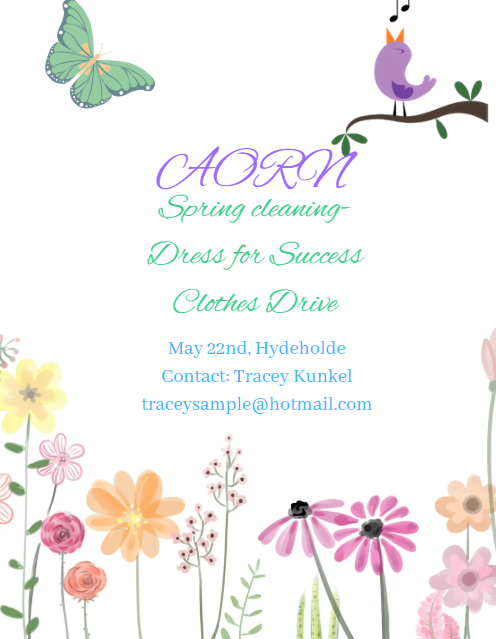 AORN
Spring cleaning-
Dress for Success
Clothes Drive
May 22nd, Hydeholde
Contact: Tracey Kunkel
traceysample@hotmail.com